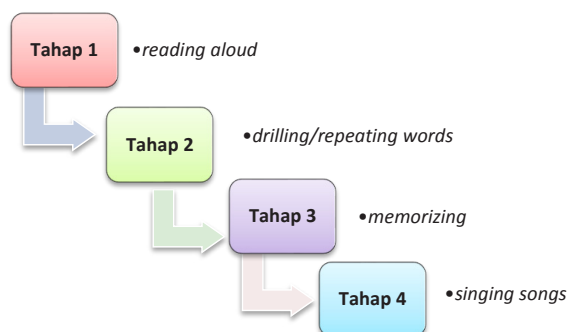 Tahap 1
•reading aloud
Tahap 2
•drilling/repeating words
Tahap 3
•memorizing
Tahap 4
•singing songs